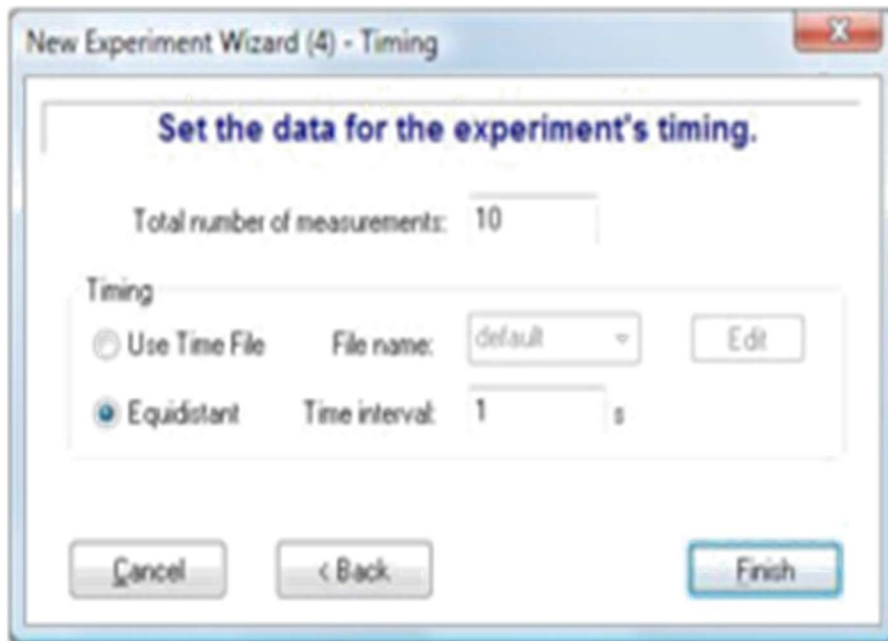 New Experiment Wizard (4) - Timing
X
Set the data for the experiment's timing.
Total number of measurements: 10
Timing
Use Time File File name: default Edit
Equidistant Time interval: 1 s
Cancel < Back Finish